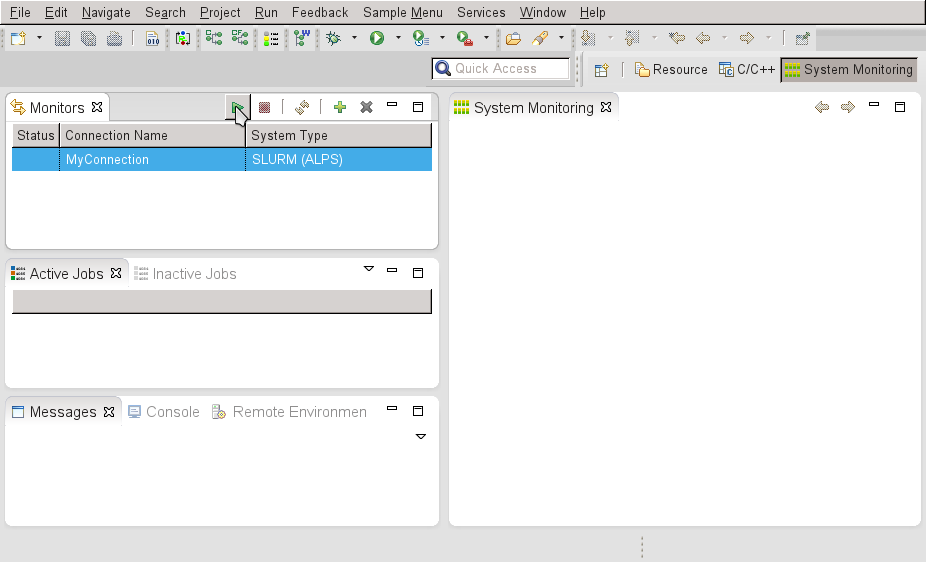 File Edit Navigate Search Project Run Feedback Sample Menu Services Window Help
010
Quick Access
Resource C/C++ System Monitoring
Monitors
System Monitoring
Status Connection Name System Type
MyConnection SLURM (ALPS)
Active Jobs Inactive Jobs
Messages Console Remote Environmen